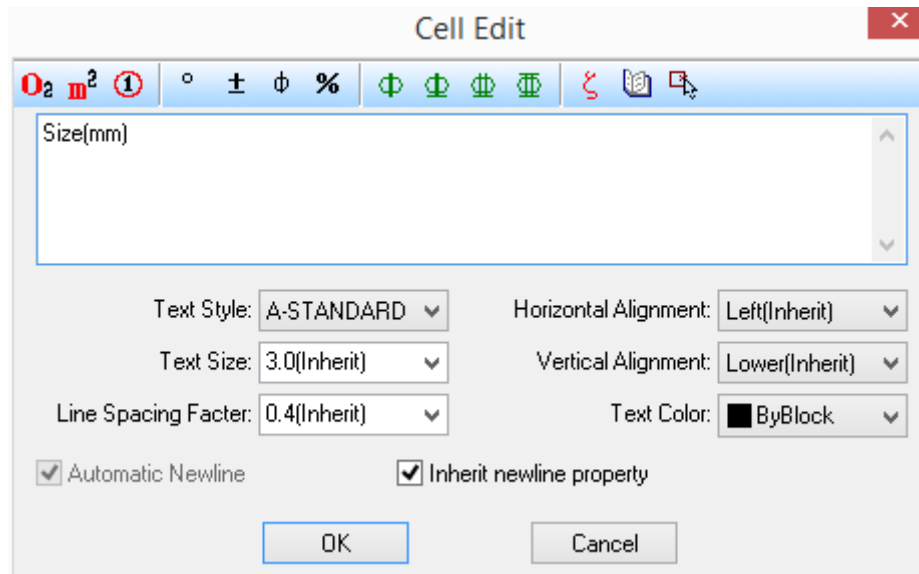 Cell Edit
O₂ m² ① ° ± ϕ %
Size(mm)
Text Style: A-STANDARD Horizontal Alignment: Left(Inherit)
Text Size: 3.0(Inherit) Vertical Alignment: Lower(Inherit)
Line Spacing Facter: 0.4(Inherit) Text Color: ByBlock
Automatic Newline Inherit newline property
OK Cancel